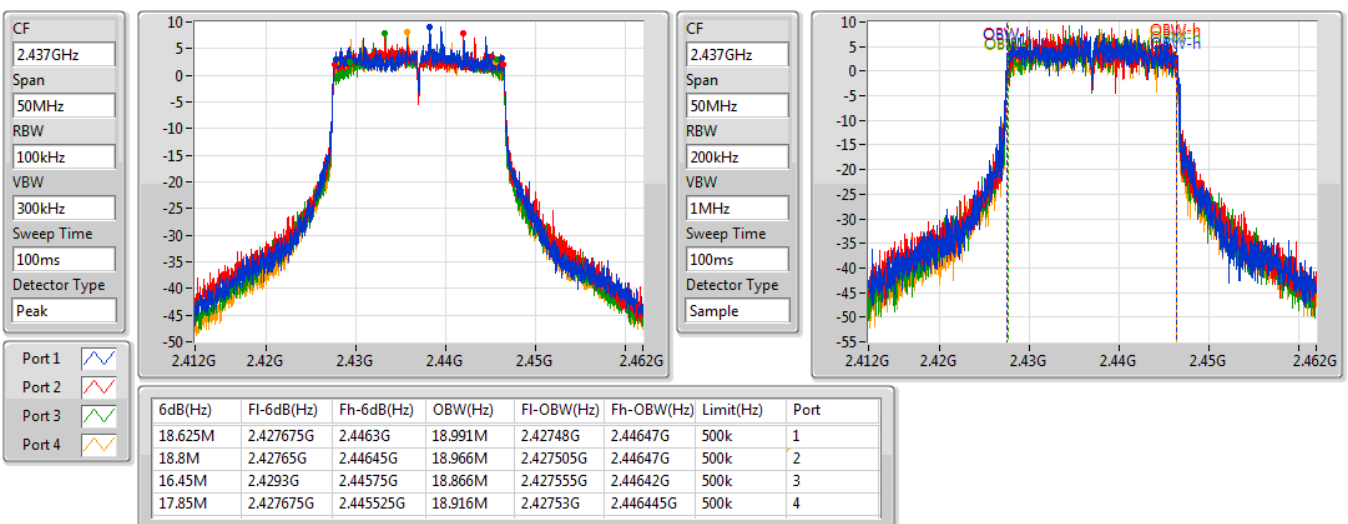 CF
2.437GHz
Span
50MHz
RBW
100kHz
VBW
300kHz
Sweep Time
100ms
Detector Type
Peak
10
5
0
-5
-10
-15
-20
-25
-30
-35
-40
-45
-50
2.412G 2.42G 2.43G 2.44G 2.45G 2.462G
CF
2.437GHz
Span
50MHz
RBW
200kHz
VBW
1MHz
Sweep Time
100ms
Detector Type
Sample
10
5
0
-5
-10
-15
-20
-25
-30
-35
-40
-45
-50
-55
OBW-h
2.412G 2.42G 2.43G 2.44G 2.45G 2.462G
Port 1
Port 2
Port 3
Port 4
6dB(Hz) Fl-6dB(Hz) Fh-6dB(Hz) OBW(Hz) Fl-OBW(Hz) Fh-OBW(Hz) Limit(Hz) Port
18.625M 2.427675G 2.4463G 18.991M 2.42748G 2.44647G 500k 1
18.8M 2.42765G 2.44645G 18.966M 2.427505G 2.44647G 500k 2
16.45M 2.4293G 2.44575G 18.866M 2.427555G 2.44642G 500k 3
17.85M 2.427675G 2.445525G 18.916M 2.42753G 2.446445G 500k 4